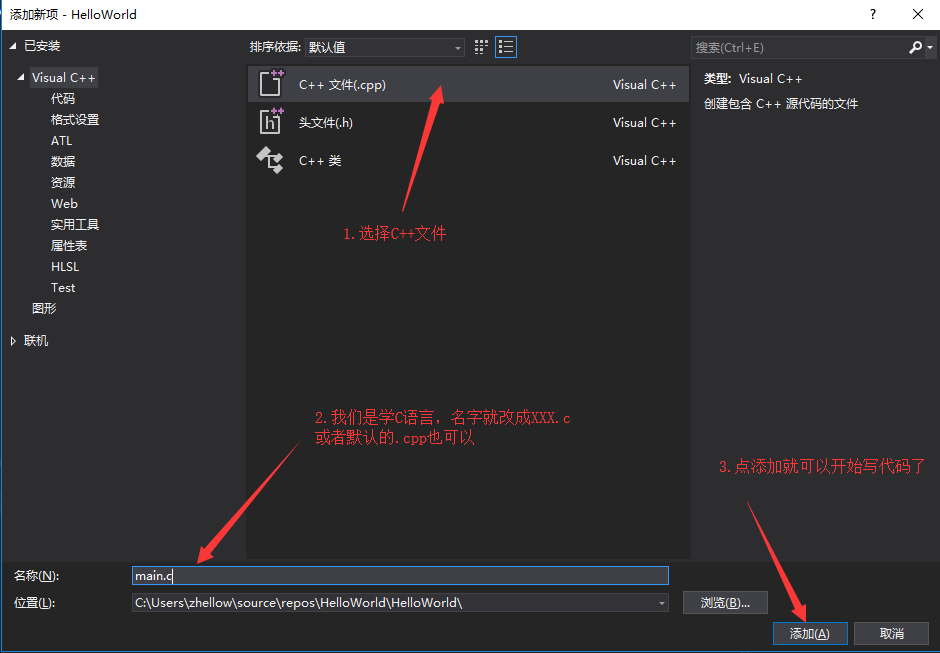 添加新项 - HelloWorld
?
已安装
排序依据: 默认值
搜索(Ctrl+E)
Visual C++
代码
格式设置
ATL
数据
资源
Web
实用工具
属性表
HLSL
Test
图形
联机
C++ 文件(.cpp) Visual C++
头文件(.h) Visual C++
C++ 类 Visual C++
类型: Visual C++
创建包含 C++ 源代码的文件
1.选择C++文件
2.我们是学C语言，名字就改成XXX.c
或者默认的.cpp也可以
3.点添加就可以开始写代码了
名称(N): main.c
位置(L): C:\Users\zhellow\source\repos\HelloWorld\HelloWorld\
浏览(B)...
添加(A) 取消